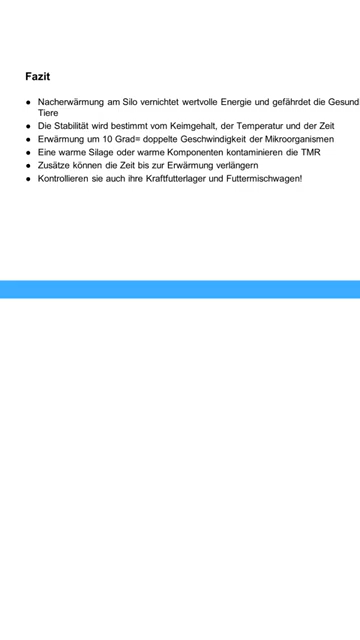 Fazit
● Nacherwärmung am Silo vernichtet wertvolle Energie und gefährdet die Gesund
Tiere
● Die Stabilität wird bestimmt vom Keimgehalt, der Temperatur und der Zeit
● Erwärmung um 10 Grad= doppelte Geschwindigkeit der Mikroorganismen
● Eine warme Silage oder warme Komponenten kontaminieren die TMR
● Zusätze können die Zeit bis zur Erwärmung verlängern
● Kontrollieren sie auch ihre Kraftfutterlager und Futtermischwagen!